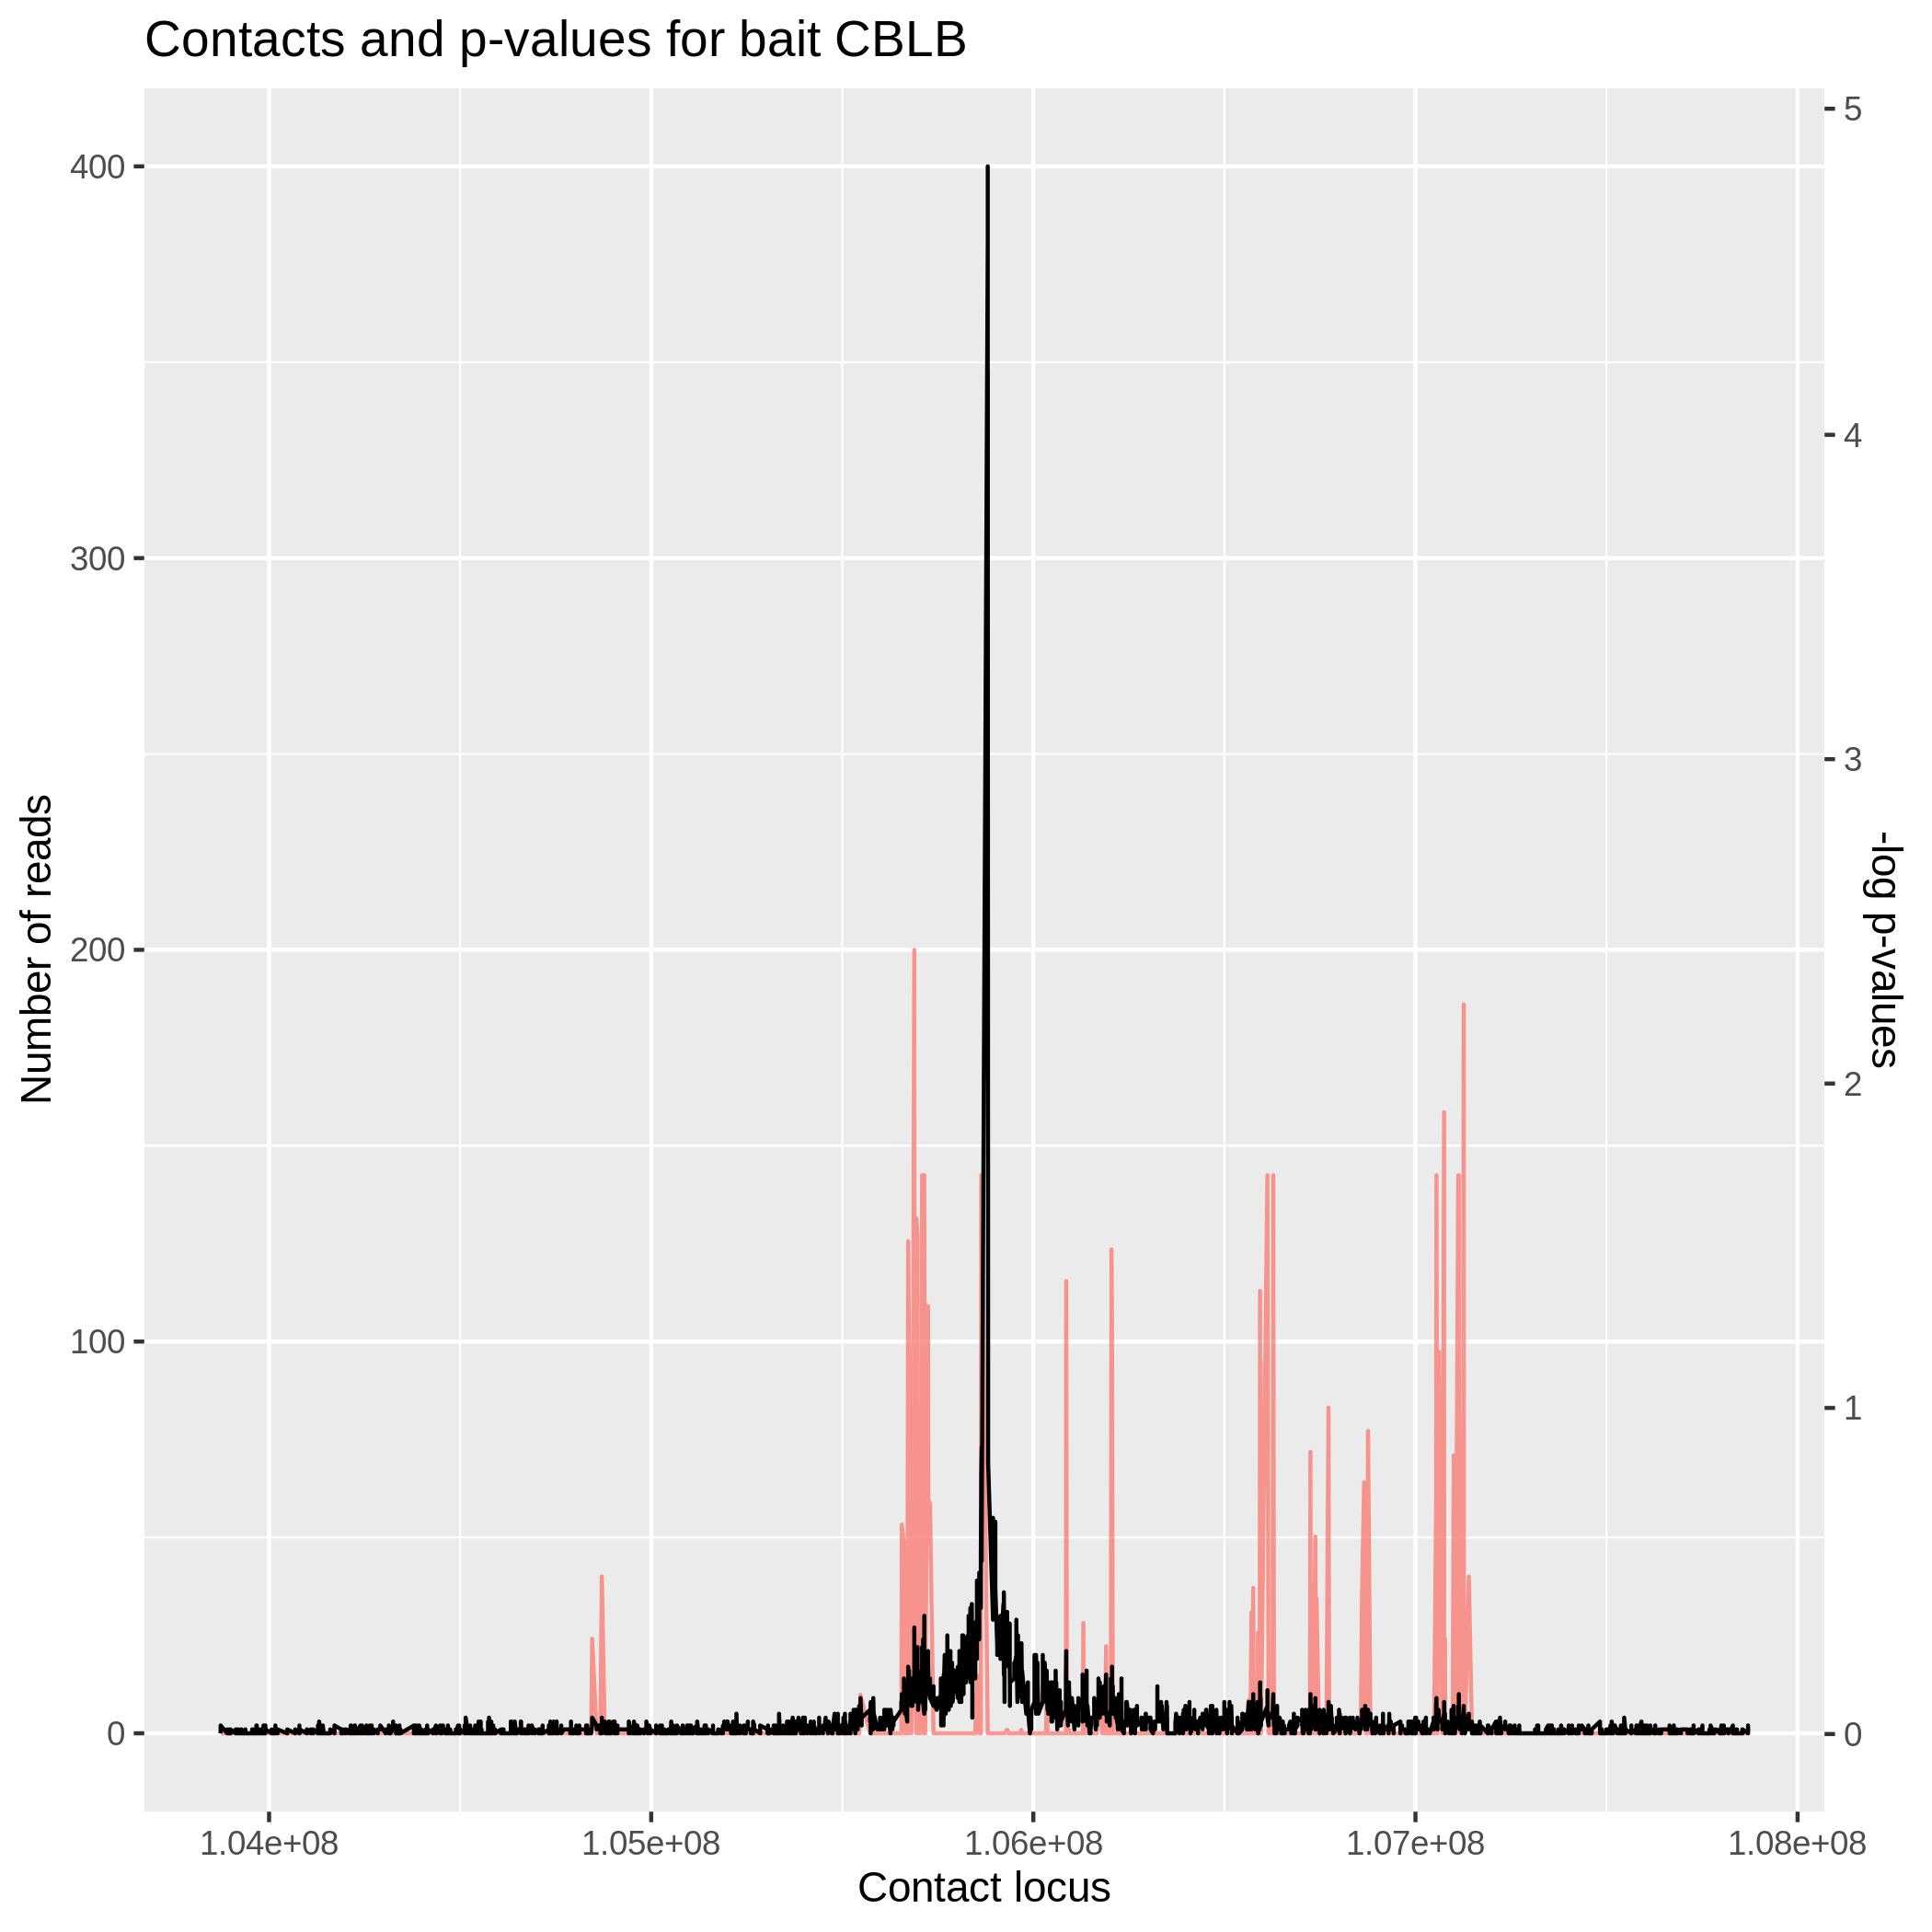 Contacts and p-values for bait CBLB
400
300
200
100
0
Number of reads
5
4
3
2
1
0
-log p-values
1.04e+08
1.05e+08
1.06e+08
1.07e+08
1.08e+08
Contact locus